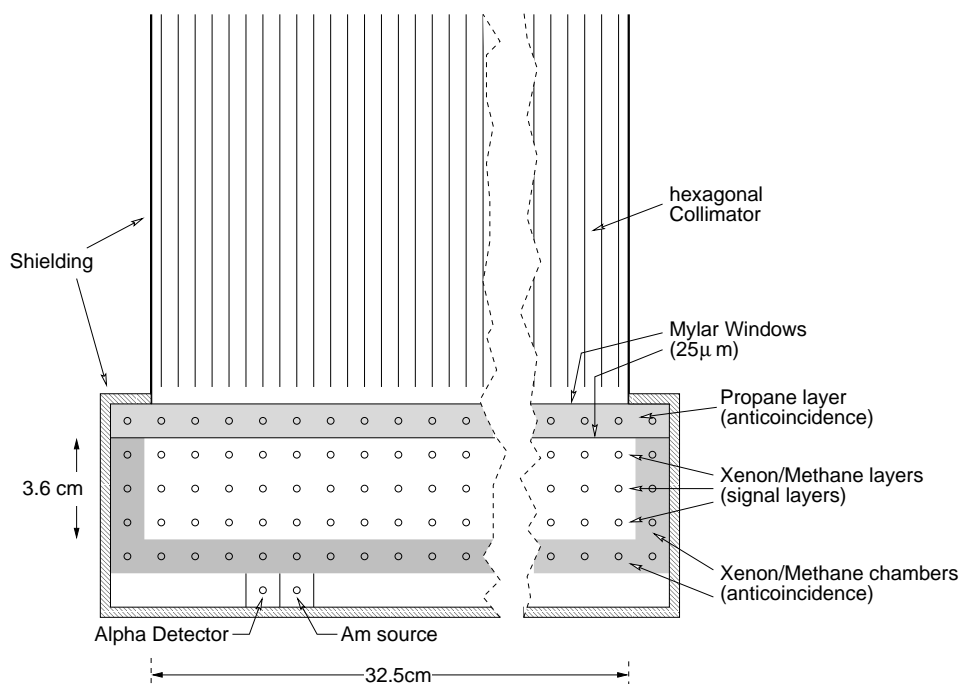 hexagonal
Collimator
Shielding
Mylar Windows
(25μ m)
Propane layer
(anticoincidence)
3.6 cm
Xenon/Methane layers
(signal layers)
Xenon/Methane chambers
(anticoincidence)
Alpha Detector
Am source
32.5cm